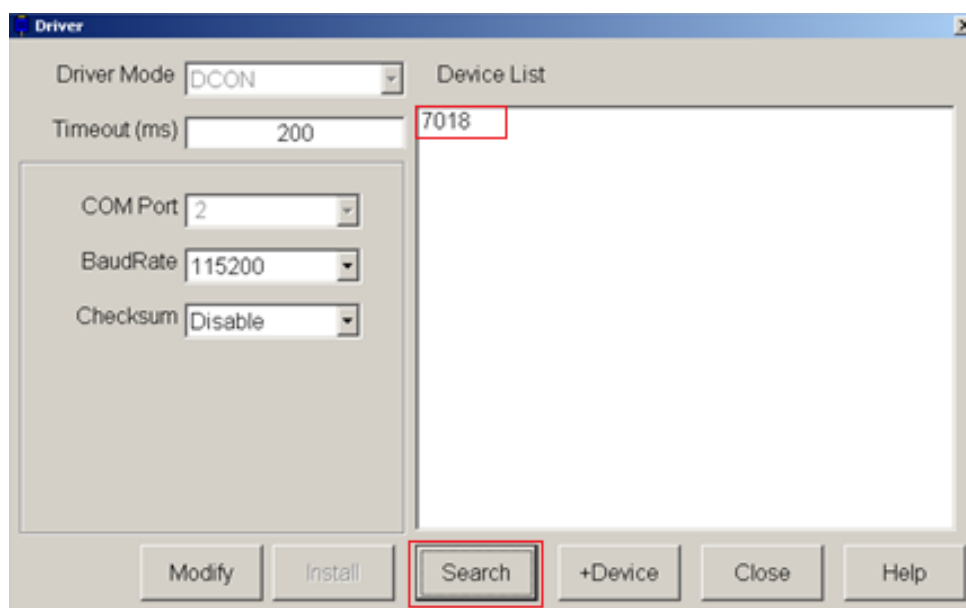 Driver
Driver Mode DCON
Device List
Timeout (ms) 200
7018
COM Port 2
BaudRate 115200
Checksum Disable
Modify Install Search +Device Close Help